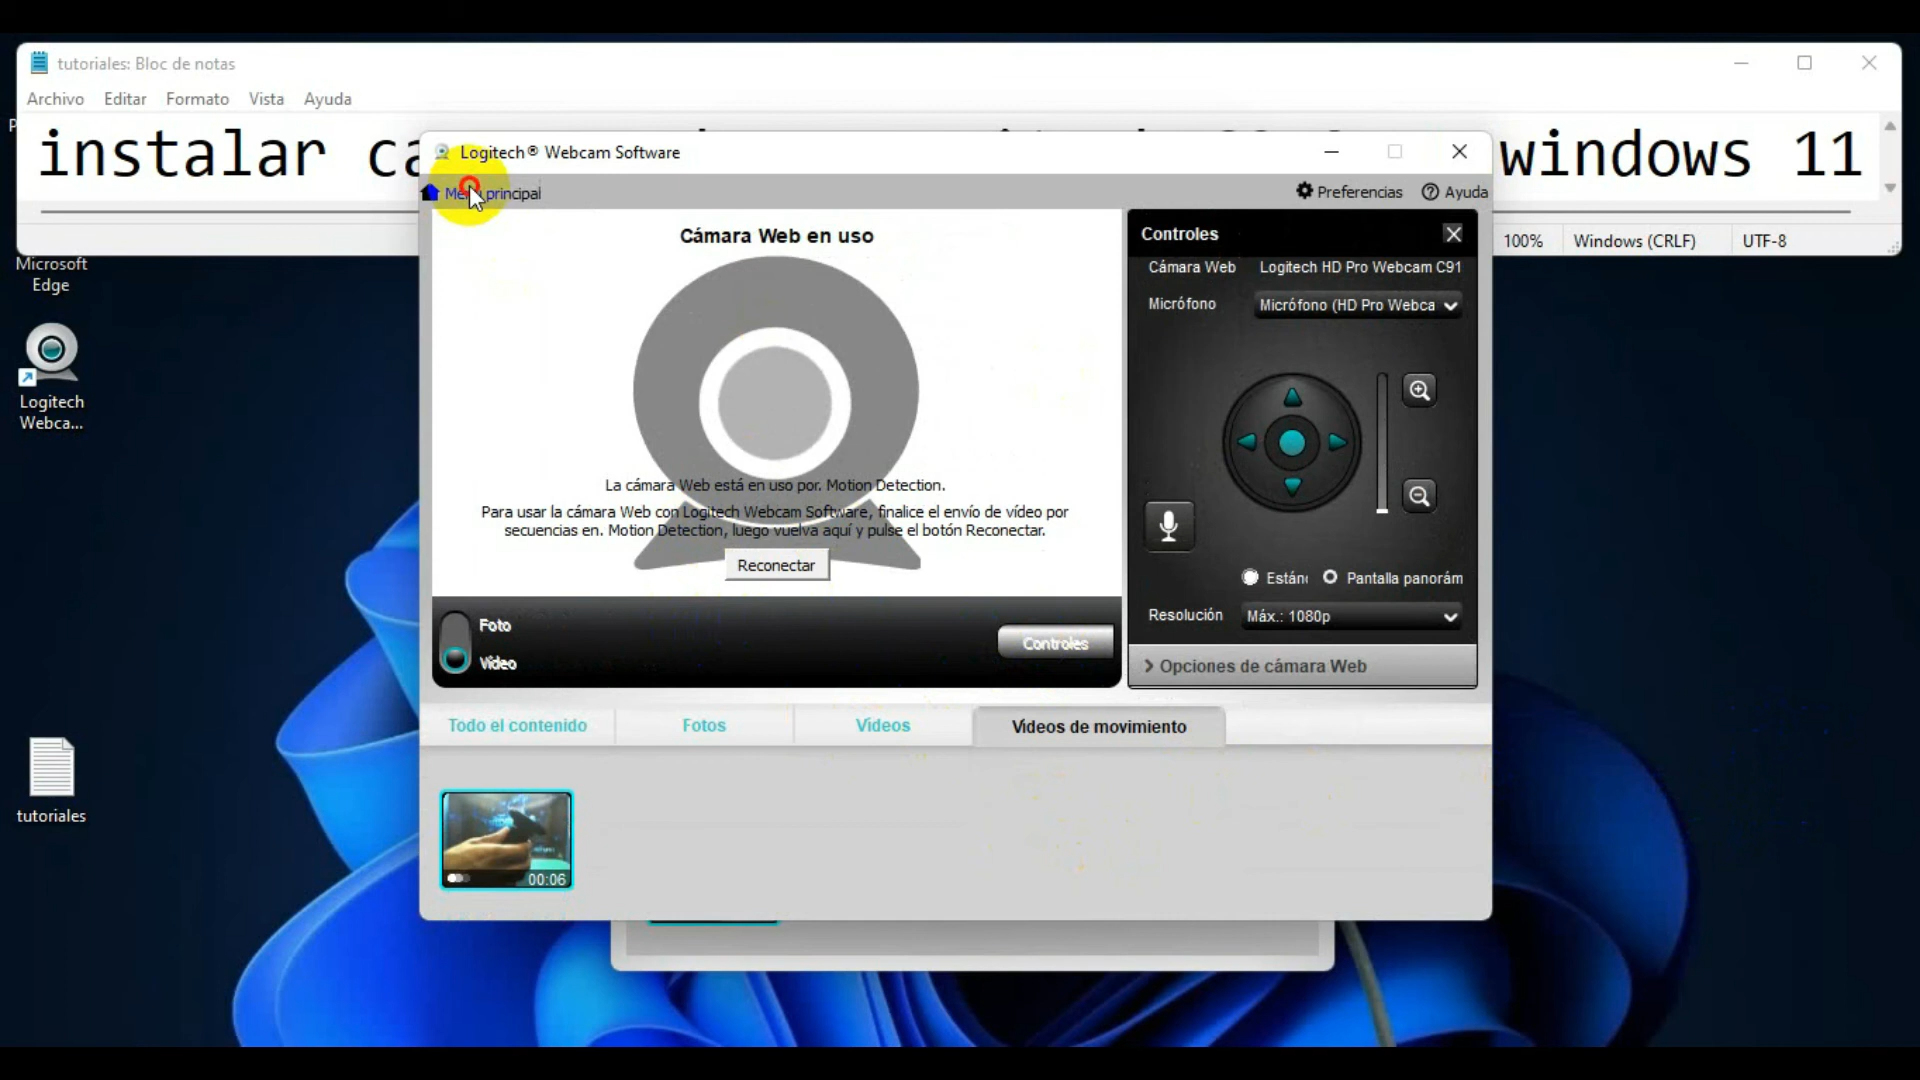 tutoriales: Bloc de notas
Archivo Editar Formato Vista Ayuda
instalar windows 11
100% Windows (CRLF) UTF-8
Microsoft
Edge
Logitech
Webca...
tutoriales
Logitech® Webcam Software
principal
Preferencias Ayuda
Cámara Web en uso
La cámara Web está en uso por. Motion Detection.
Para usar la cámara Web con Logitech Webcam Software, finalice el envío de vídeo por
secuencias en. Motion Detection, luego vuelva aquí y pulse el botón Reconectar.
Reconectar
Foto
Vídeo
Controles
Controles
Cámara Web Logitech HD Pro Webcam C91
Micrófono Micrófono (HD Pro Webca
Están Pantalla panorám
Resolución Máx.: 1080p
Opciones de cámara Web
Todo el contenido Fotos Videos Videos de movimiento
00:06